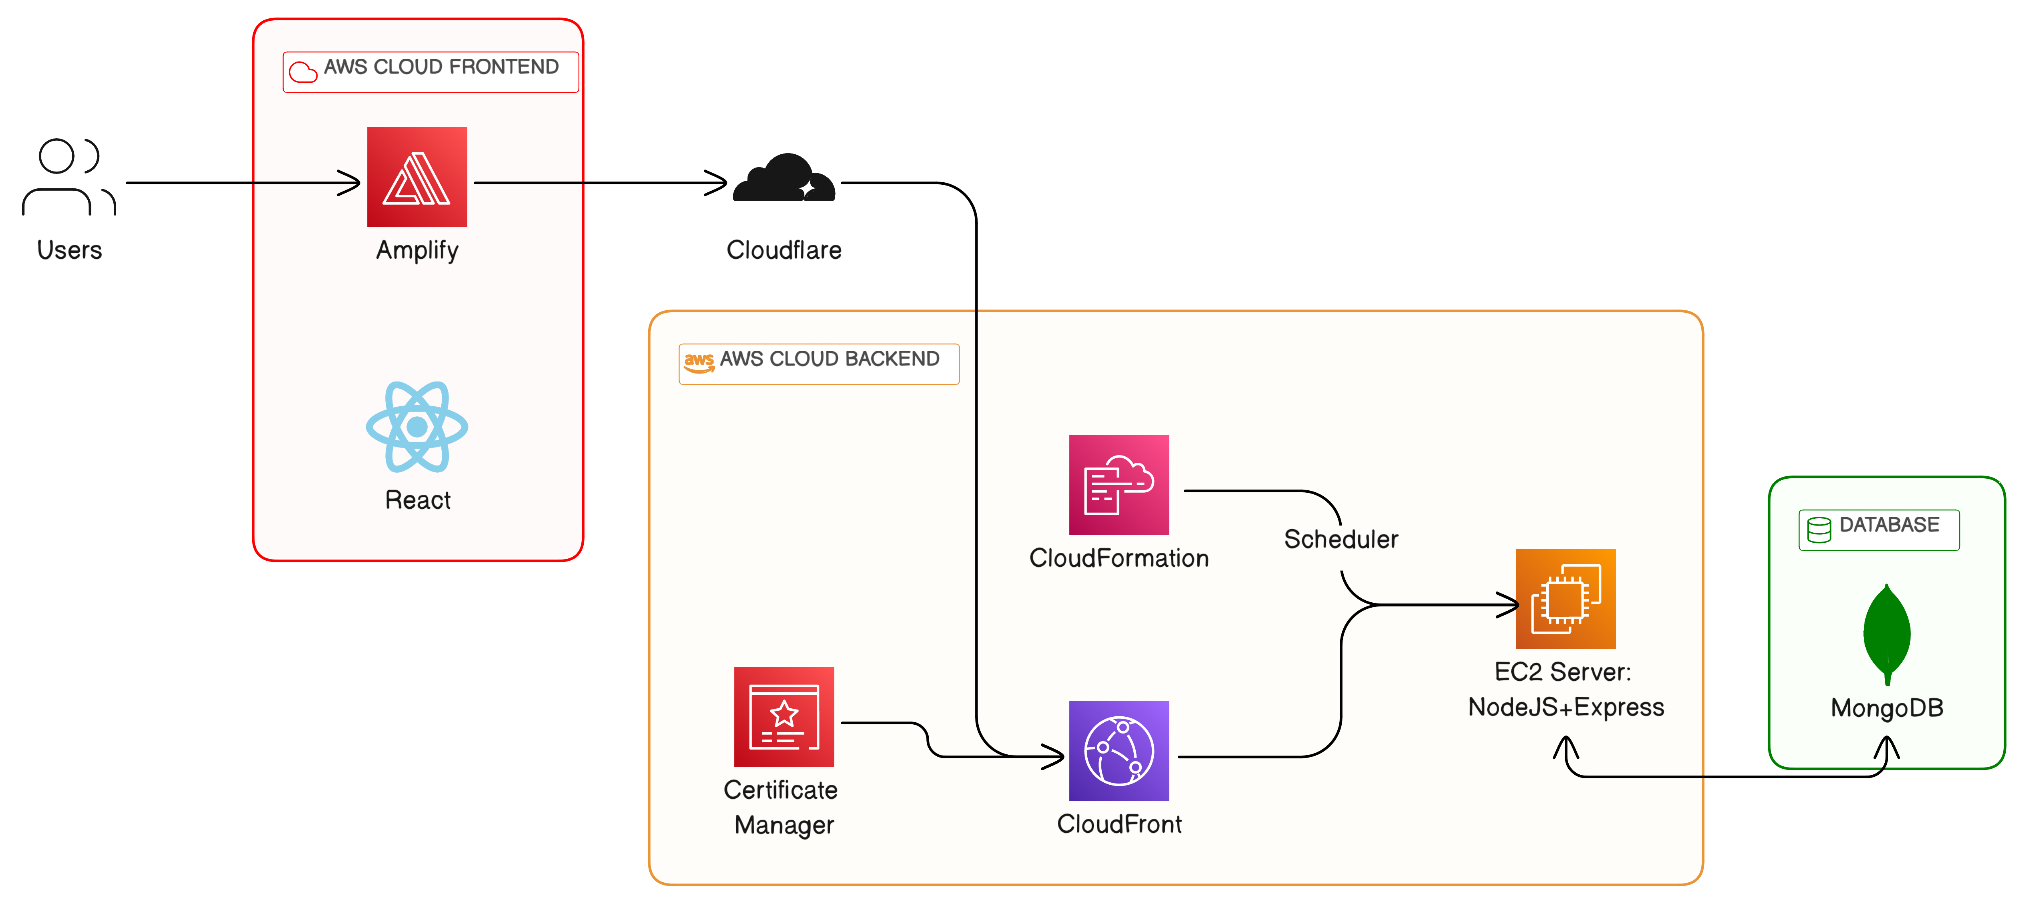 AWS CLOUD FRONTEND
Users
Amplify
Cloudflare
React
aws
AWS CLOUD BACKEND
CloudFormation
Scheduler
EC2 Server:
NodeJS+Express
Certificate
Manager
CloudFront
DATABASE
MongoDB